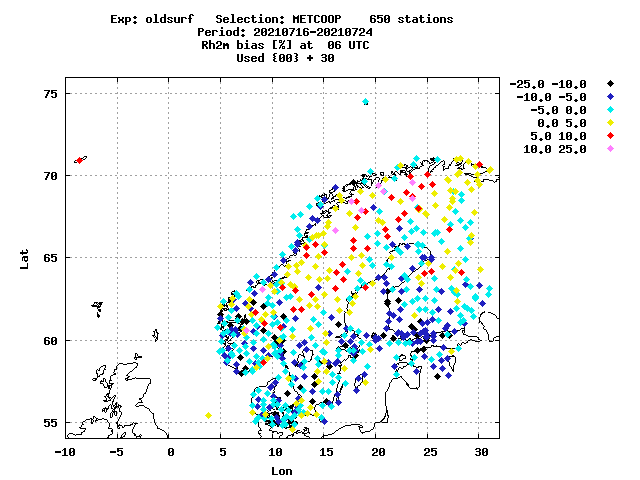 Exp: oldsurf   Selection: METCOOP    650 stations
Period: 20210716-20210724
Rh2m bias [%] at  06 UTC
Used {00} + 30
-25.0 -10.0
-10.0 -5.0
-5.0 0.0
0.0 5.0
5.0 10.0
10.0 25.0
75
70
65
60
55
Lat
-10 -5 0 5 10 15 20 25 30
Lon